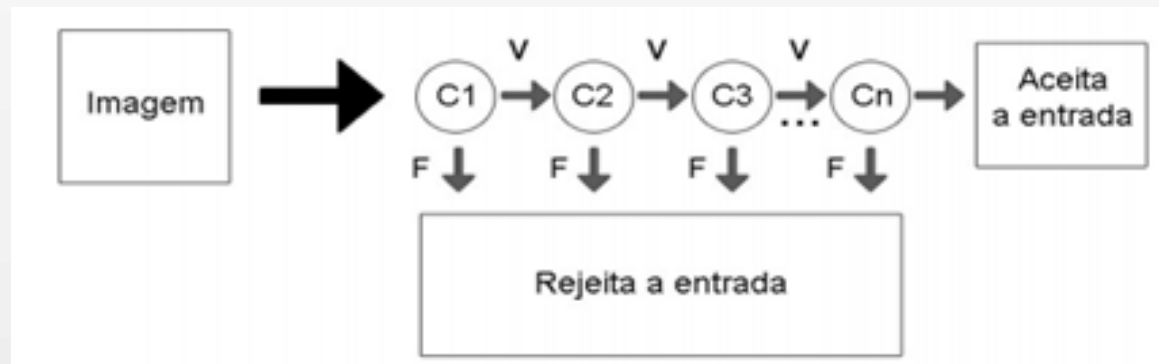 V V V
Imagem
C1 C2 C3 ... Cn
Aceita
a entrada
F F F F
Rejeita a entrada